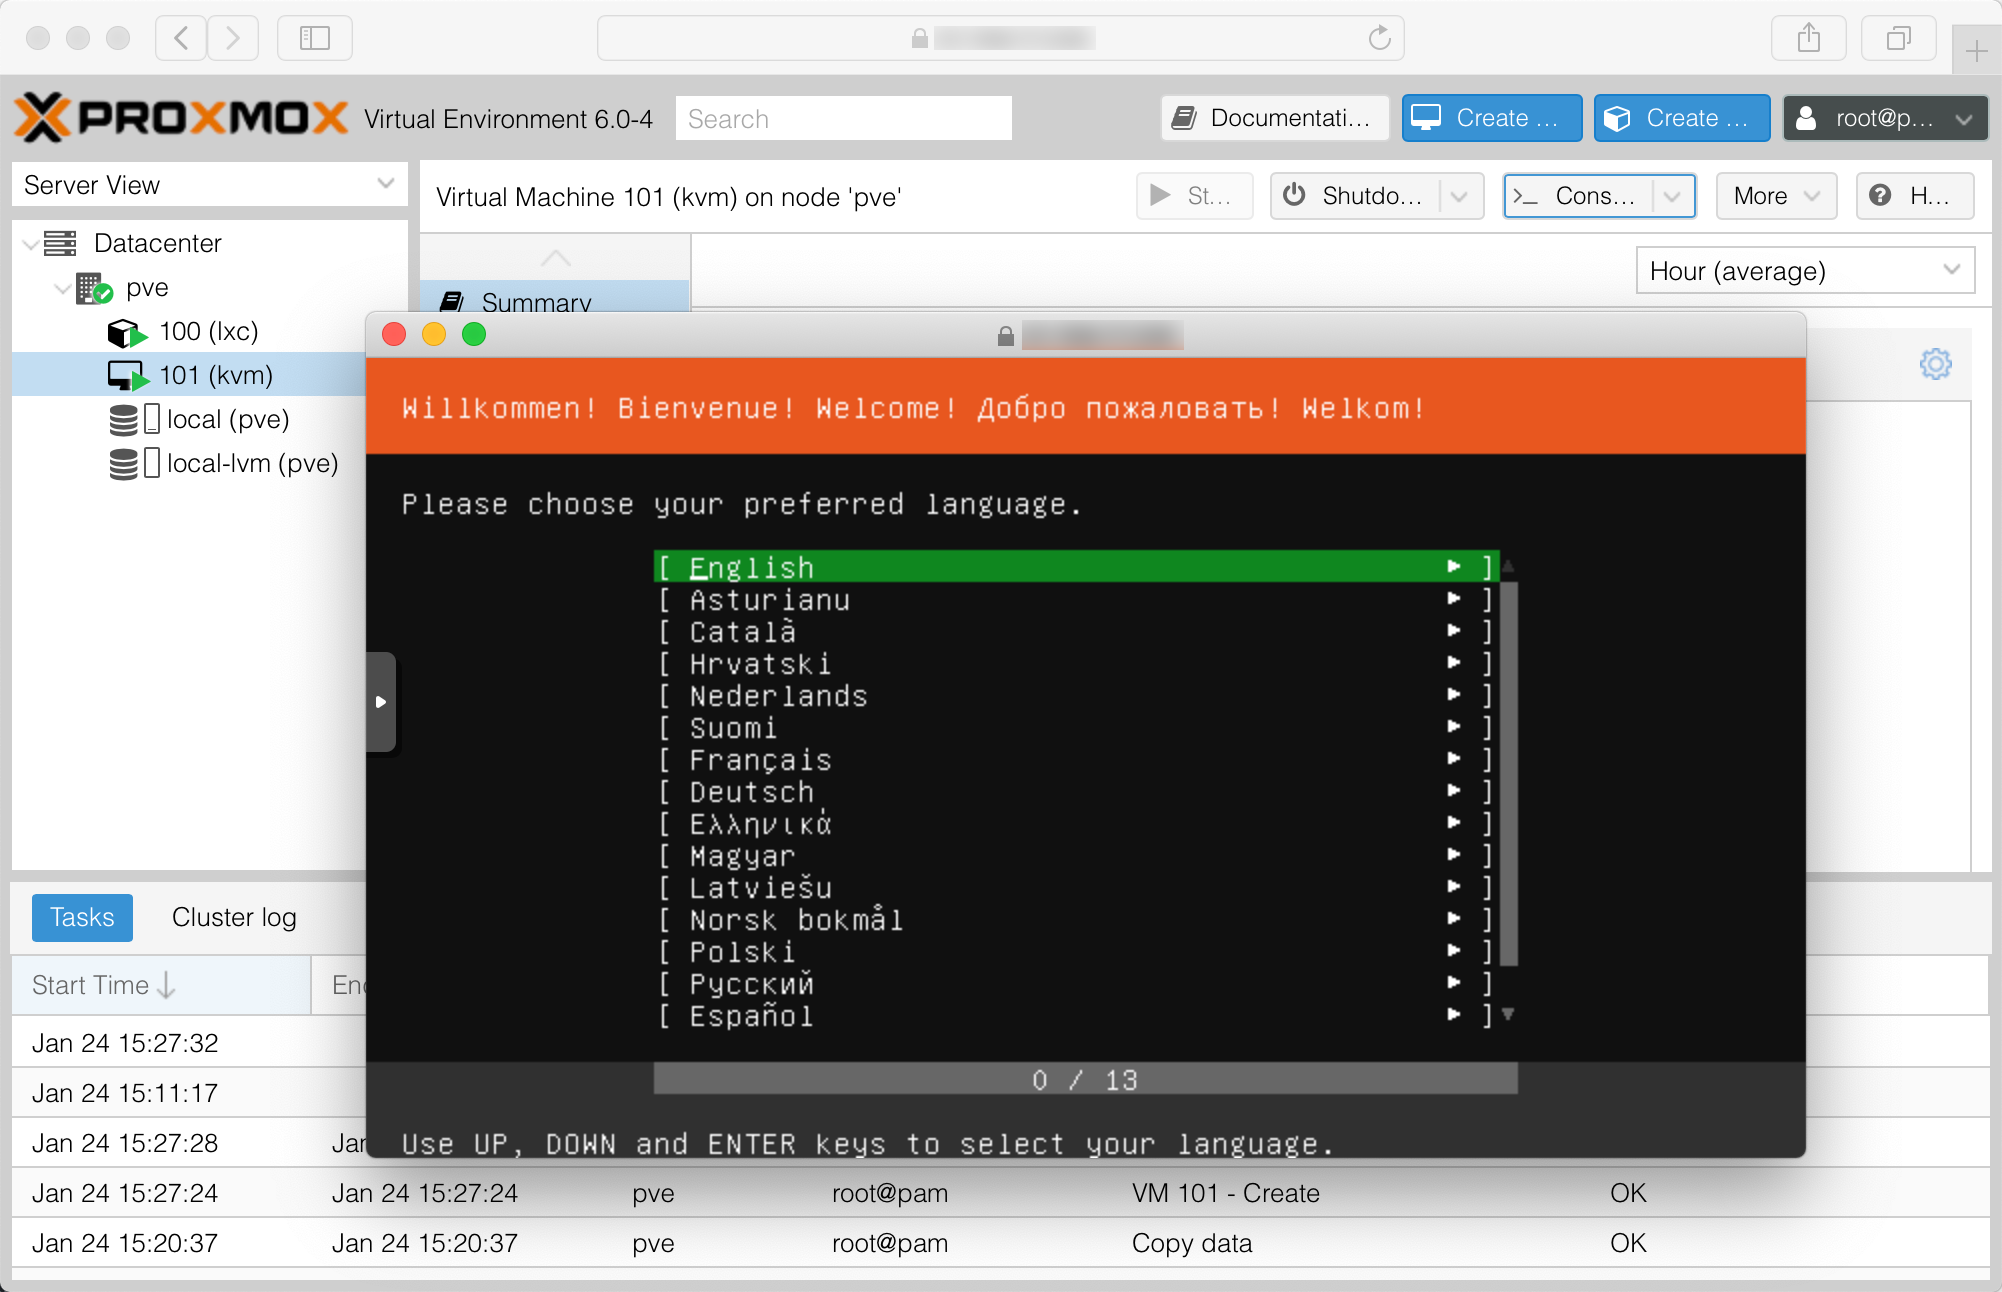 PROXMOX Virtual Environment 6.0-4 Search Documentati... Create ... Create ... root@p...
Server View
Virtual Machine 101 (kvm) on node 'pve' St... Shutdo... Cons... More H...
Datacenter
pve
100 (lxc)
101 (kvm)
local (pve)
local-lvm (pve)
Hour (average)
Summary
Willkommen! Bienvenue! Welcome! Добро пожаловать! Welkom!
Please choose your preferred language.
[ English ▸ ]
[ Asturianu ▸ ]
[ Català ▸ ]
[ Hrvatski ▸ ]
[ Nederlands ▸ ]
[ Suomi ▸ ]
[ Français ▸ ]
[ Deutsch ▸ ]
[ Ελληνικά ▸ ]
[ Magyar ▸ ]
[ Latviešu ▸ ]
[ Norsk bokmål ▸ ]
[ Polski ▸ ]
[ Русский ▸ ]
[ Español ▸ ]
0 / 13
Use UP, DOWN and ENTER keys to select your language.
Tasks Cluster log
Start Time
Jan 24 15:27:32
Jan 24 15:11:17
Jan 24 15:27:28
Jan 24 15:27:24 Jan 24 15:27:24 pve root@pam VM 101 - Create OK
Jan 24 15:20:37 Jan 24 15:20:37 pve root@pam Copy data OK